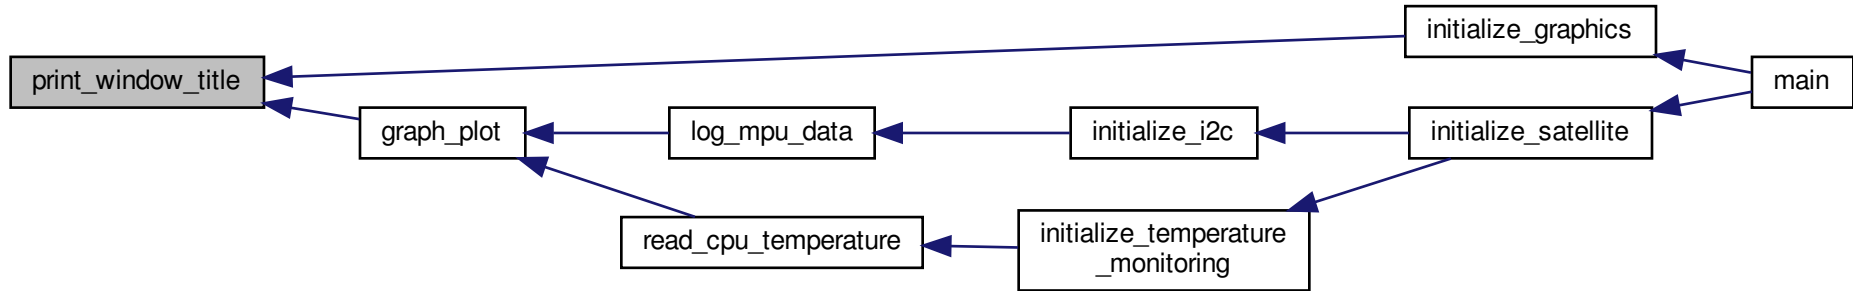 initialize_graphics
print_window_title
main
graph_plot
log_mpu_data
initialize_i2c
initialize_satellite
read_cpu_temperature
initialize_temperature
_monitoring